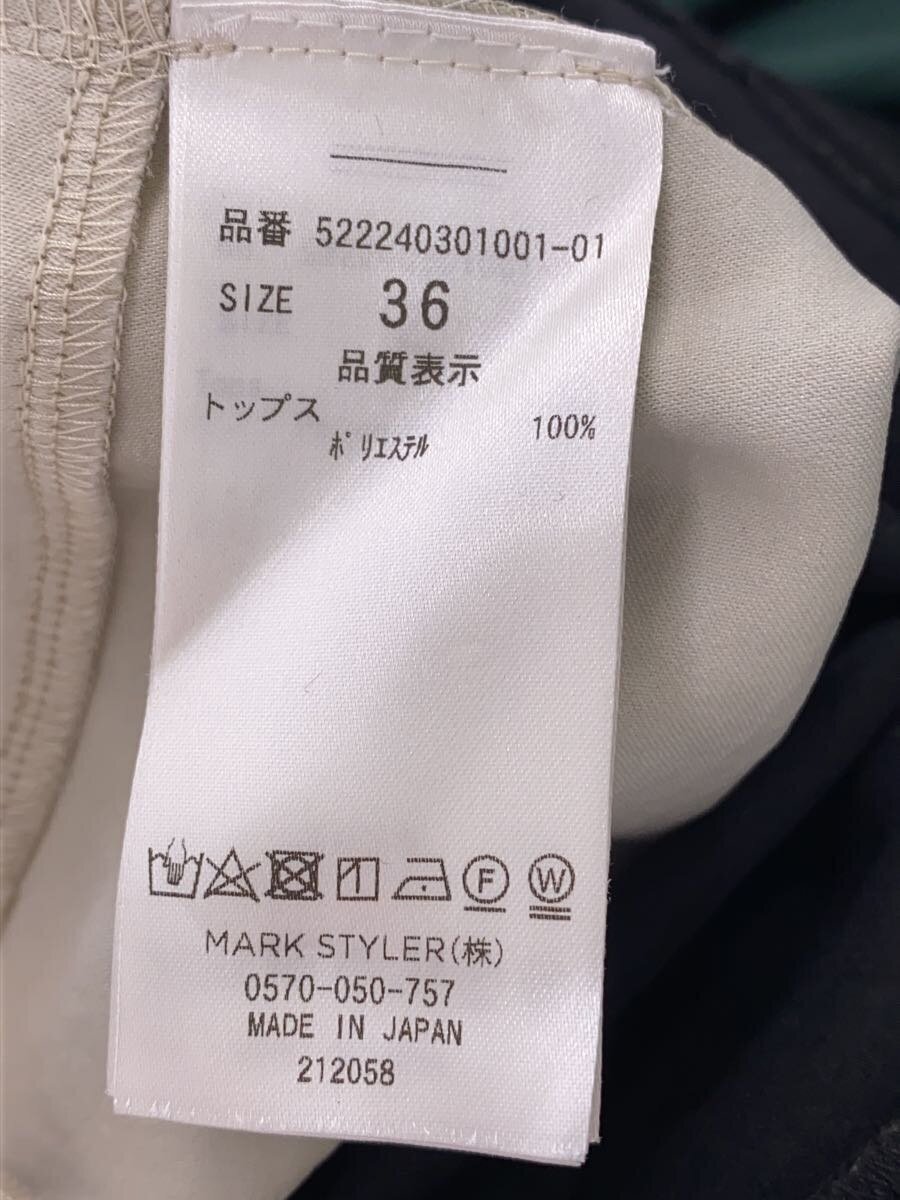 品番 522240301001-01
SIZE 36
品質表示
トップス
ポリエステル 100%
F W
MARK STYLER(株)
0570-050-757
MADE IN JAPAN
212058